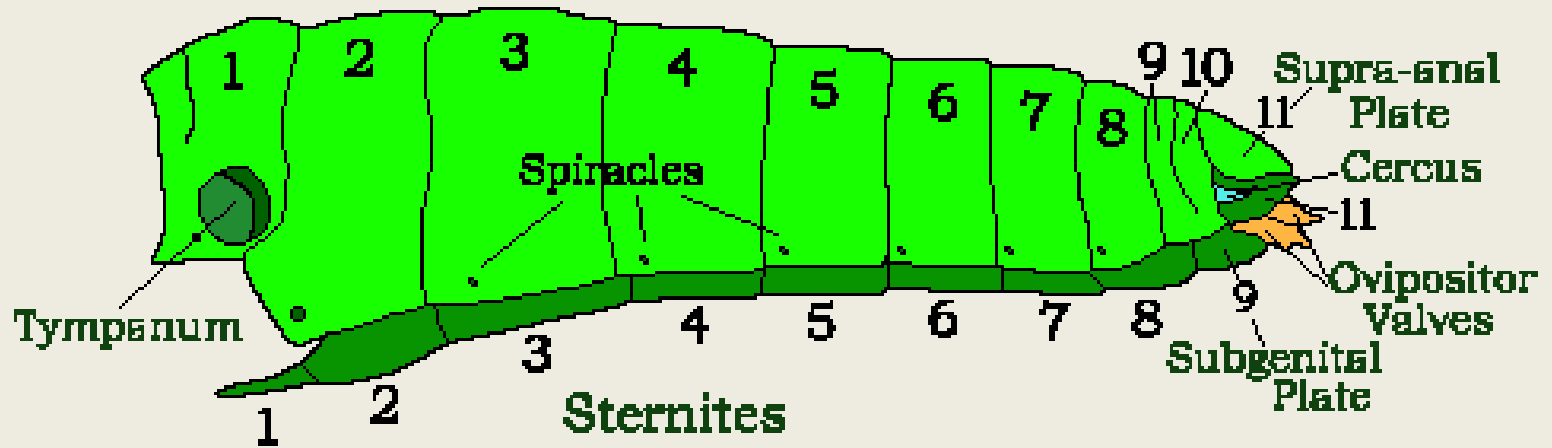 1 2 3 4 5 6 7 8 9 10 11
Supra-anal
Plate
Spiracles
Cercus
11
Ovipositor
Valves
Tympanum
1 2 3 4 5 6 7 8 9
Subgenital
Plate
Sternites